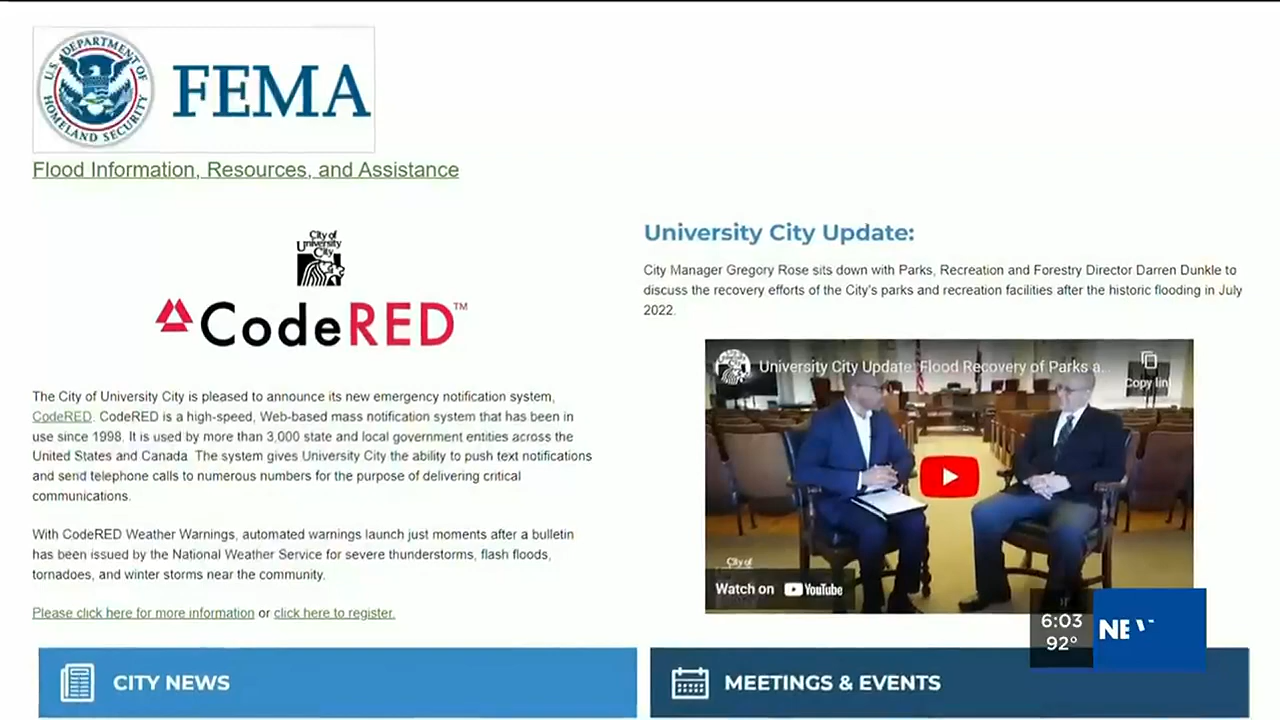 U.S. DEPARTMENT OF
HOMELAND SECURITY
FEMA
Flood Information, Resources, and Assistance
City of
University
City
CodeRED™
The City of University City is pleased to announce its new emergency notification system,
CodeRED. CodeRED is a high-speed, Web-based mass notification system that has been in
use since 1998. It is used by more than 3,000 state and local government entities across the
United States and Canada. The system gives University City the ability to push text notifications
and send telephone calls to numerous numbers for the purpose of delivering critical
communications.
With CodeRED Weather Warnings, automated warnings launch just moments after a bulletin
has been issued by the National Weather Service for severe thunderstorms, flash floods,
tornadoes, and winter storms near the community.
Please click here for more information or click here to register.
University City Update:
City Manager Gregory Rose sits down with Parks, Recreation and Forestry Director Darren Dunkle to
discuss the recovery efforts of the City's parks and recreation facilities after the historic flooding in July
2022.
University City Update: Flood Recovery of Parks a...
Copy lin
City of
Watch on YouTube
6:03
92°
CITY NEWS
MEETINGS & EVENTS